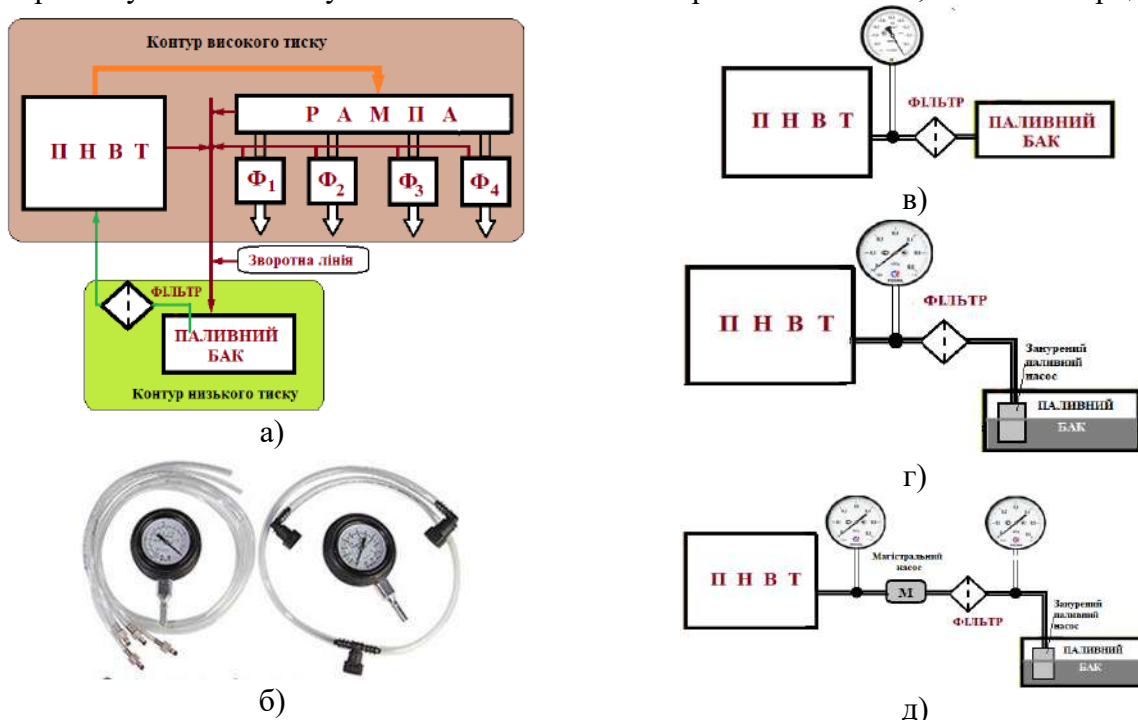 Контур високого тиску
Р А М П А
П Н В Т
Ф1
Ф2
Ф3
Ф4
Зворотна лінія
ФІЛЬТР
ПАЛИВНИЙ
БАК
Контур низького тиску
а)
б)
П Н В Т
ФІЛЬТР
ПАЛИВНИЙ
БАК
в)
П Н В Т
ФІЛЬТР
Занурений
паливний
насос
ПАЛИВНИЙ
БАК
г)
П Н В Т
Магістральний
насос
М
ФІЛЬТР
Занурений
паливний
насос
ПАЛИВНИЙ
БАК
д)